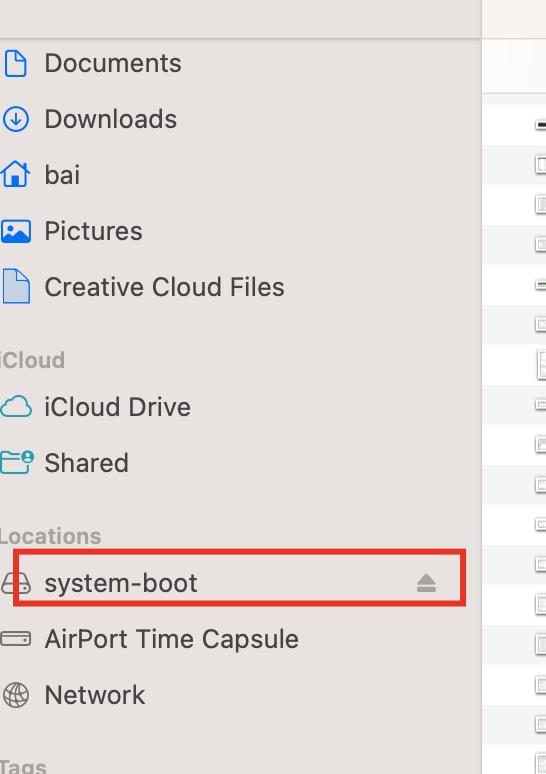 Documents
Downloads
bai
Pictures
Creative Cloud Files
iCloud
iCloud Drive
Shared
Locations
system-boot
AirPort Time Capsule
Network
Tags